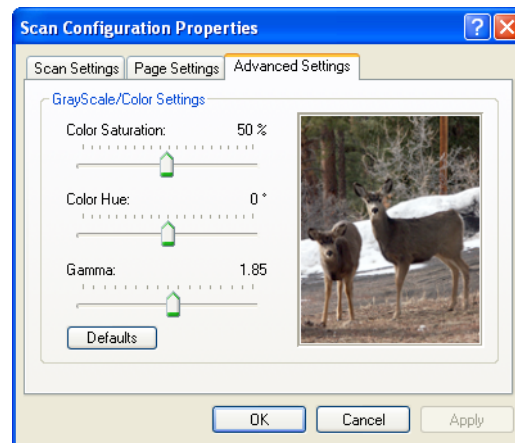 Scan Configuration Properties
Scan Settings Page Settings Advanced Settings
GrayScale/Color Settings
Color Saturation: 50 %
Color Hue: 0 °
Gamma: 1.85
Defaults
OK Cancel Apply